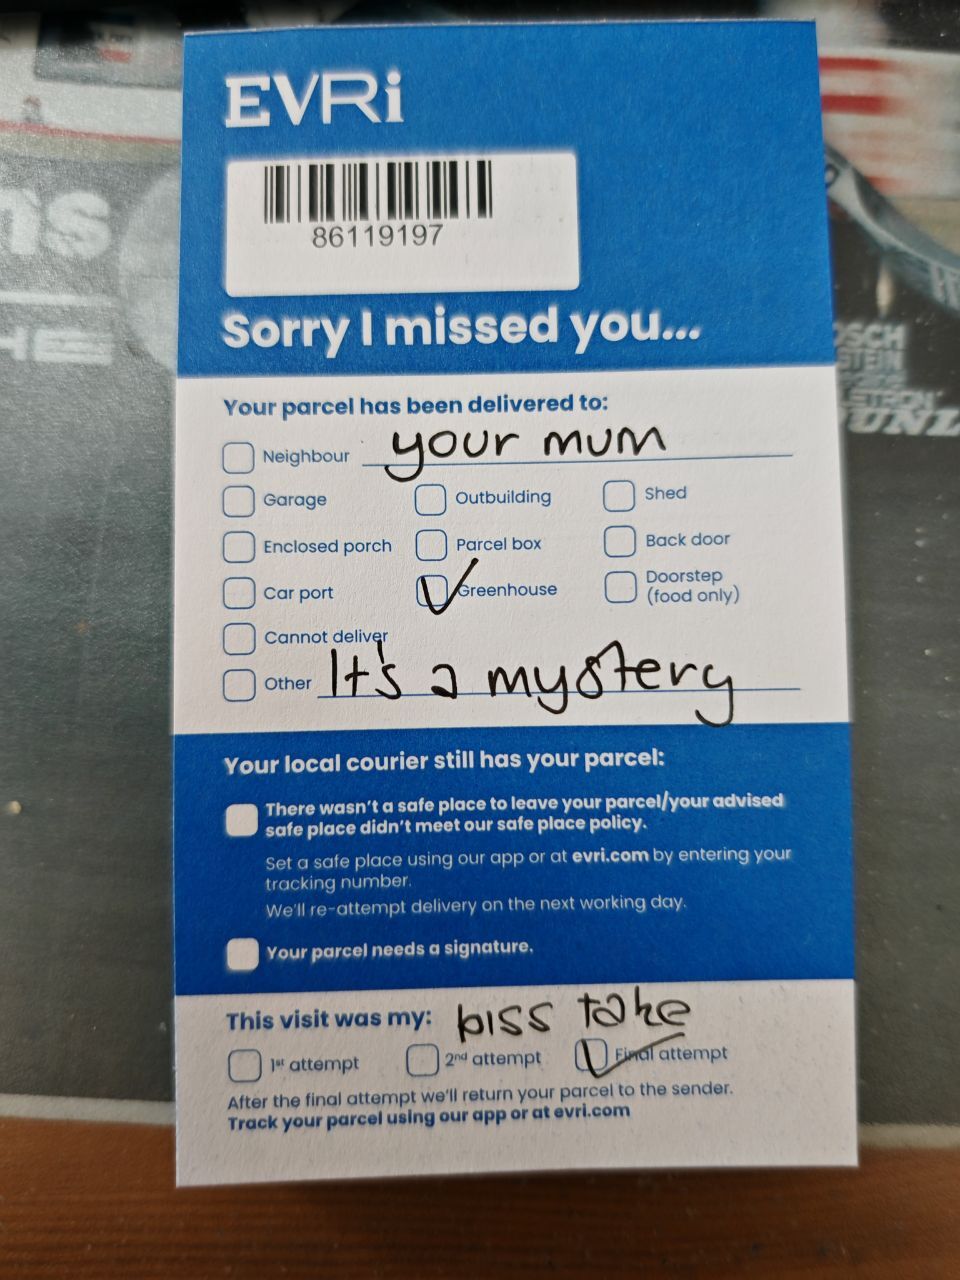 EVRi
86119197
Sorry I missed you...
Your parcel has been delivered to:
Neighbour your mum
Garage Outbuilding Shed
Enclosed porch Parcel box Back door
Car port Greenhouse Doorstep (food only)
Cannot deliver
Other It's a mystery
Your local courier still has your parcel:
There wasn't a safe place to leave your parcel/your advised
safe place didn't meet our safe place policy.
Set a safe place using our app or at evri.com by entering your
tracking number.
We'll re-attempt delivery on the next working day.
Your parcel needs a signature.
This visit was my: piss take
1st attempt 2nd attempt Final attempt
After the final attempt we'll return your parcel to the sender.
Track your parcel using our app or at evri.com